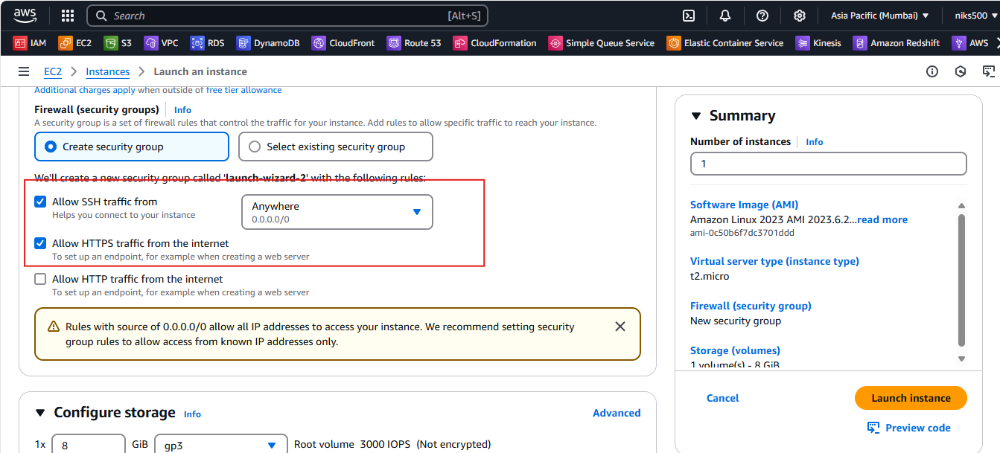 aws
Search [Alt+S]
Asia Pacific (Mumbai) niks500
IAM EC2 S3 VPC RDS DynamoDB CloudFront Route 53 CloudFormation Simple Queue Service Elastic Container Service Kinesis Amazon Redshift AWS
EC2 Instances Launch an instance
Additional charges apply when outside of free tier allowance
Firewall (security groups) Info
A security group is a set of firewall rules that control the traffic for your instance. Add rules to allow specific traffic to reach your instance.
Create security group
Select existing security group
We'll create a new security group called 'launch-wizard-2' with the following rules:
Allow SSH traffic from
Helps you connect to your instance
Anywhere
0.0.0.0/0
Allow HTTPS traffic from the internet
To set up an endpoint, for example when creating a web server
Allow HTTP traffic from the internet
To set up an endpoint, for example when creating a web server
Rules with source of 0.0.0.0/0 allow all IP addresses to access your instance. We recommend setting security
group rules to allow access from known IP addresses only.
Configure storage Info
Advanced
1x 8 GiB gp3 Root volume 3000 IOPS (Not encrypted)
Summary
Number of instances Info
1
Software Image (AMI)
Amazon Linux 2023 AMI 2023.6.2...read more
ami-0c50b6f7dc3701ddd
Virtual server type (instance type)
t2.micro
Firewall (security group)
New security group
Storage (volumes)
1 volume(s) - 8 GiB
Cancel
Launch instance
Preview code